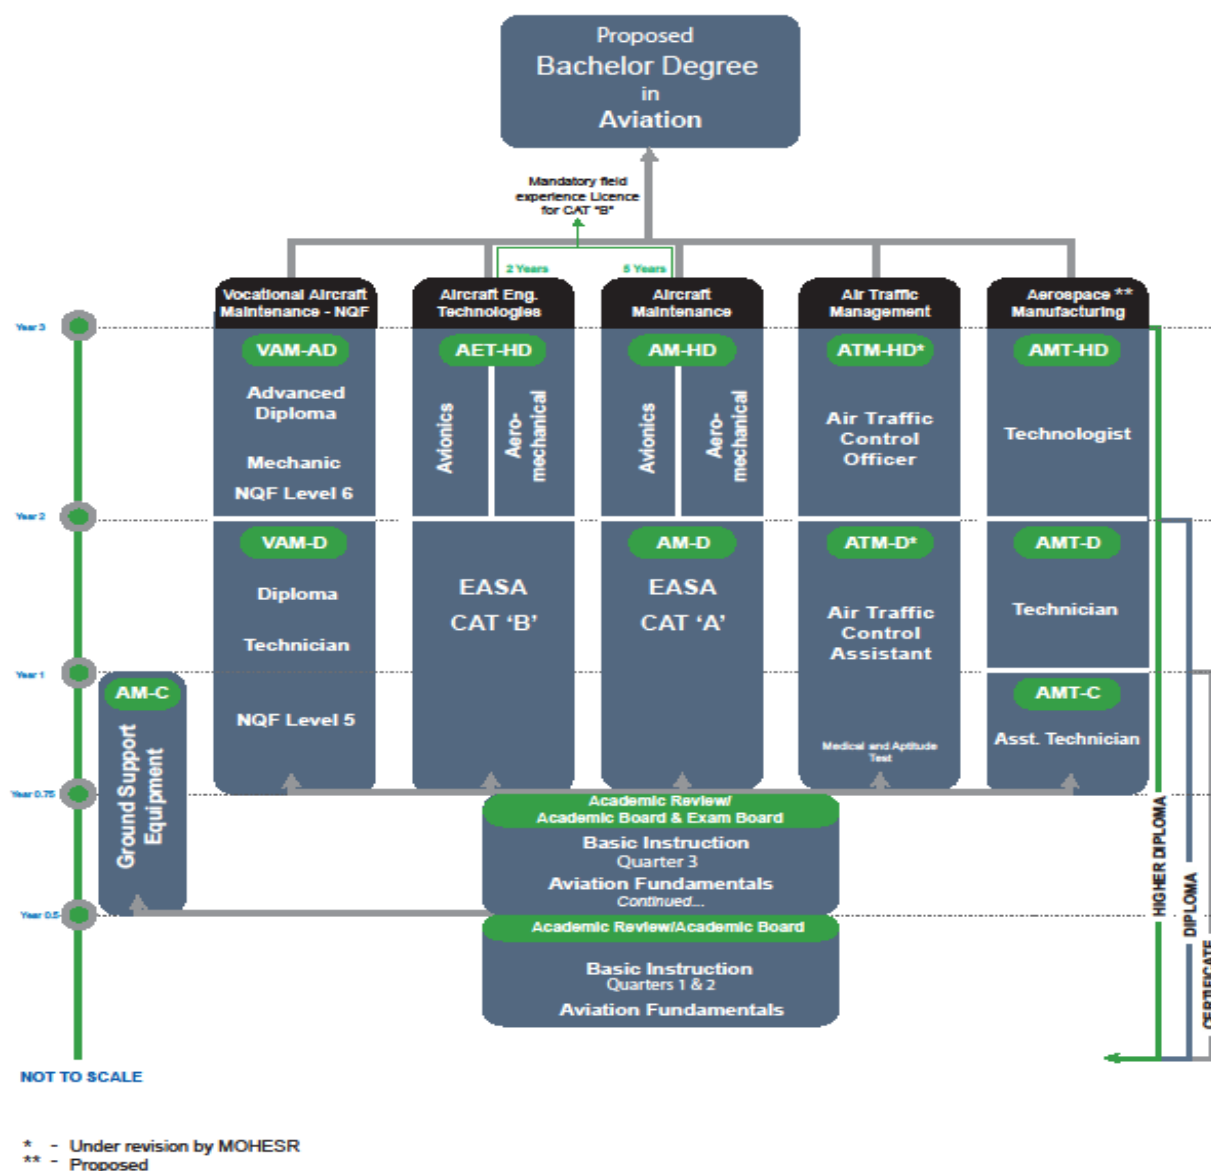 Proposed
Bachelor Degree
in
Aviation
Mandatory field
experience Licence
for CAT "B"
2 Years
5 Years
Vocational Aircraft
Maintenance - NQF
Aircraft Eng.
Technologies
Aircraft
Maintenance
Air Traffic
Management
Aerospace **
Manufacturing
Year 3
VAM-AD
AET-HD
AM-HD
ATM-HD*
AMT-HD
Advanced
Diploma
Mechanic
NQF Level 6
Avionics
Aero-
mechanical
Avionics
Aero-
mechanical
Air Traffic
Control
Officer
Technologist
Year 2
VAM-D
AM-D
ATM-D*
AMT-D
Diploma
Technician
EASA
CAT ‘B’
EASA
CAT ‘A’
Air Traffic
Control
Assistant
Technician
Year 1
AM-C
Ground Support
Equipment
NQF Level 5
Medical and Aptitude
Test
AMT-C
Asst. Technician
Year 0.75
Academic Review/
Academic Board & Exam Board
Basic Instruction
Quarter 3
Aviation Fundamentals
Continued...
Year 0.5
Academic Review/Academic Board
Basic Instruction
Quarters 1 & 2
Aviation Fundamentals
HIGHER DIPLOMA
DIPLOMA
CERTIFICATE
NOT TO SCALE
* - Under revision by MOHESR
** - Proposed